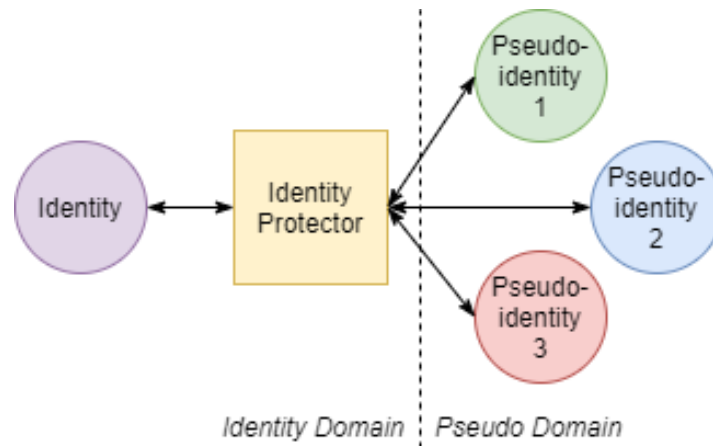 Pseudo-
identity
1
Identity
Identity
Protector
Pseudo-
identity
2
Pseudo-
identity
3
Identity Domain
Pseudo Domain